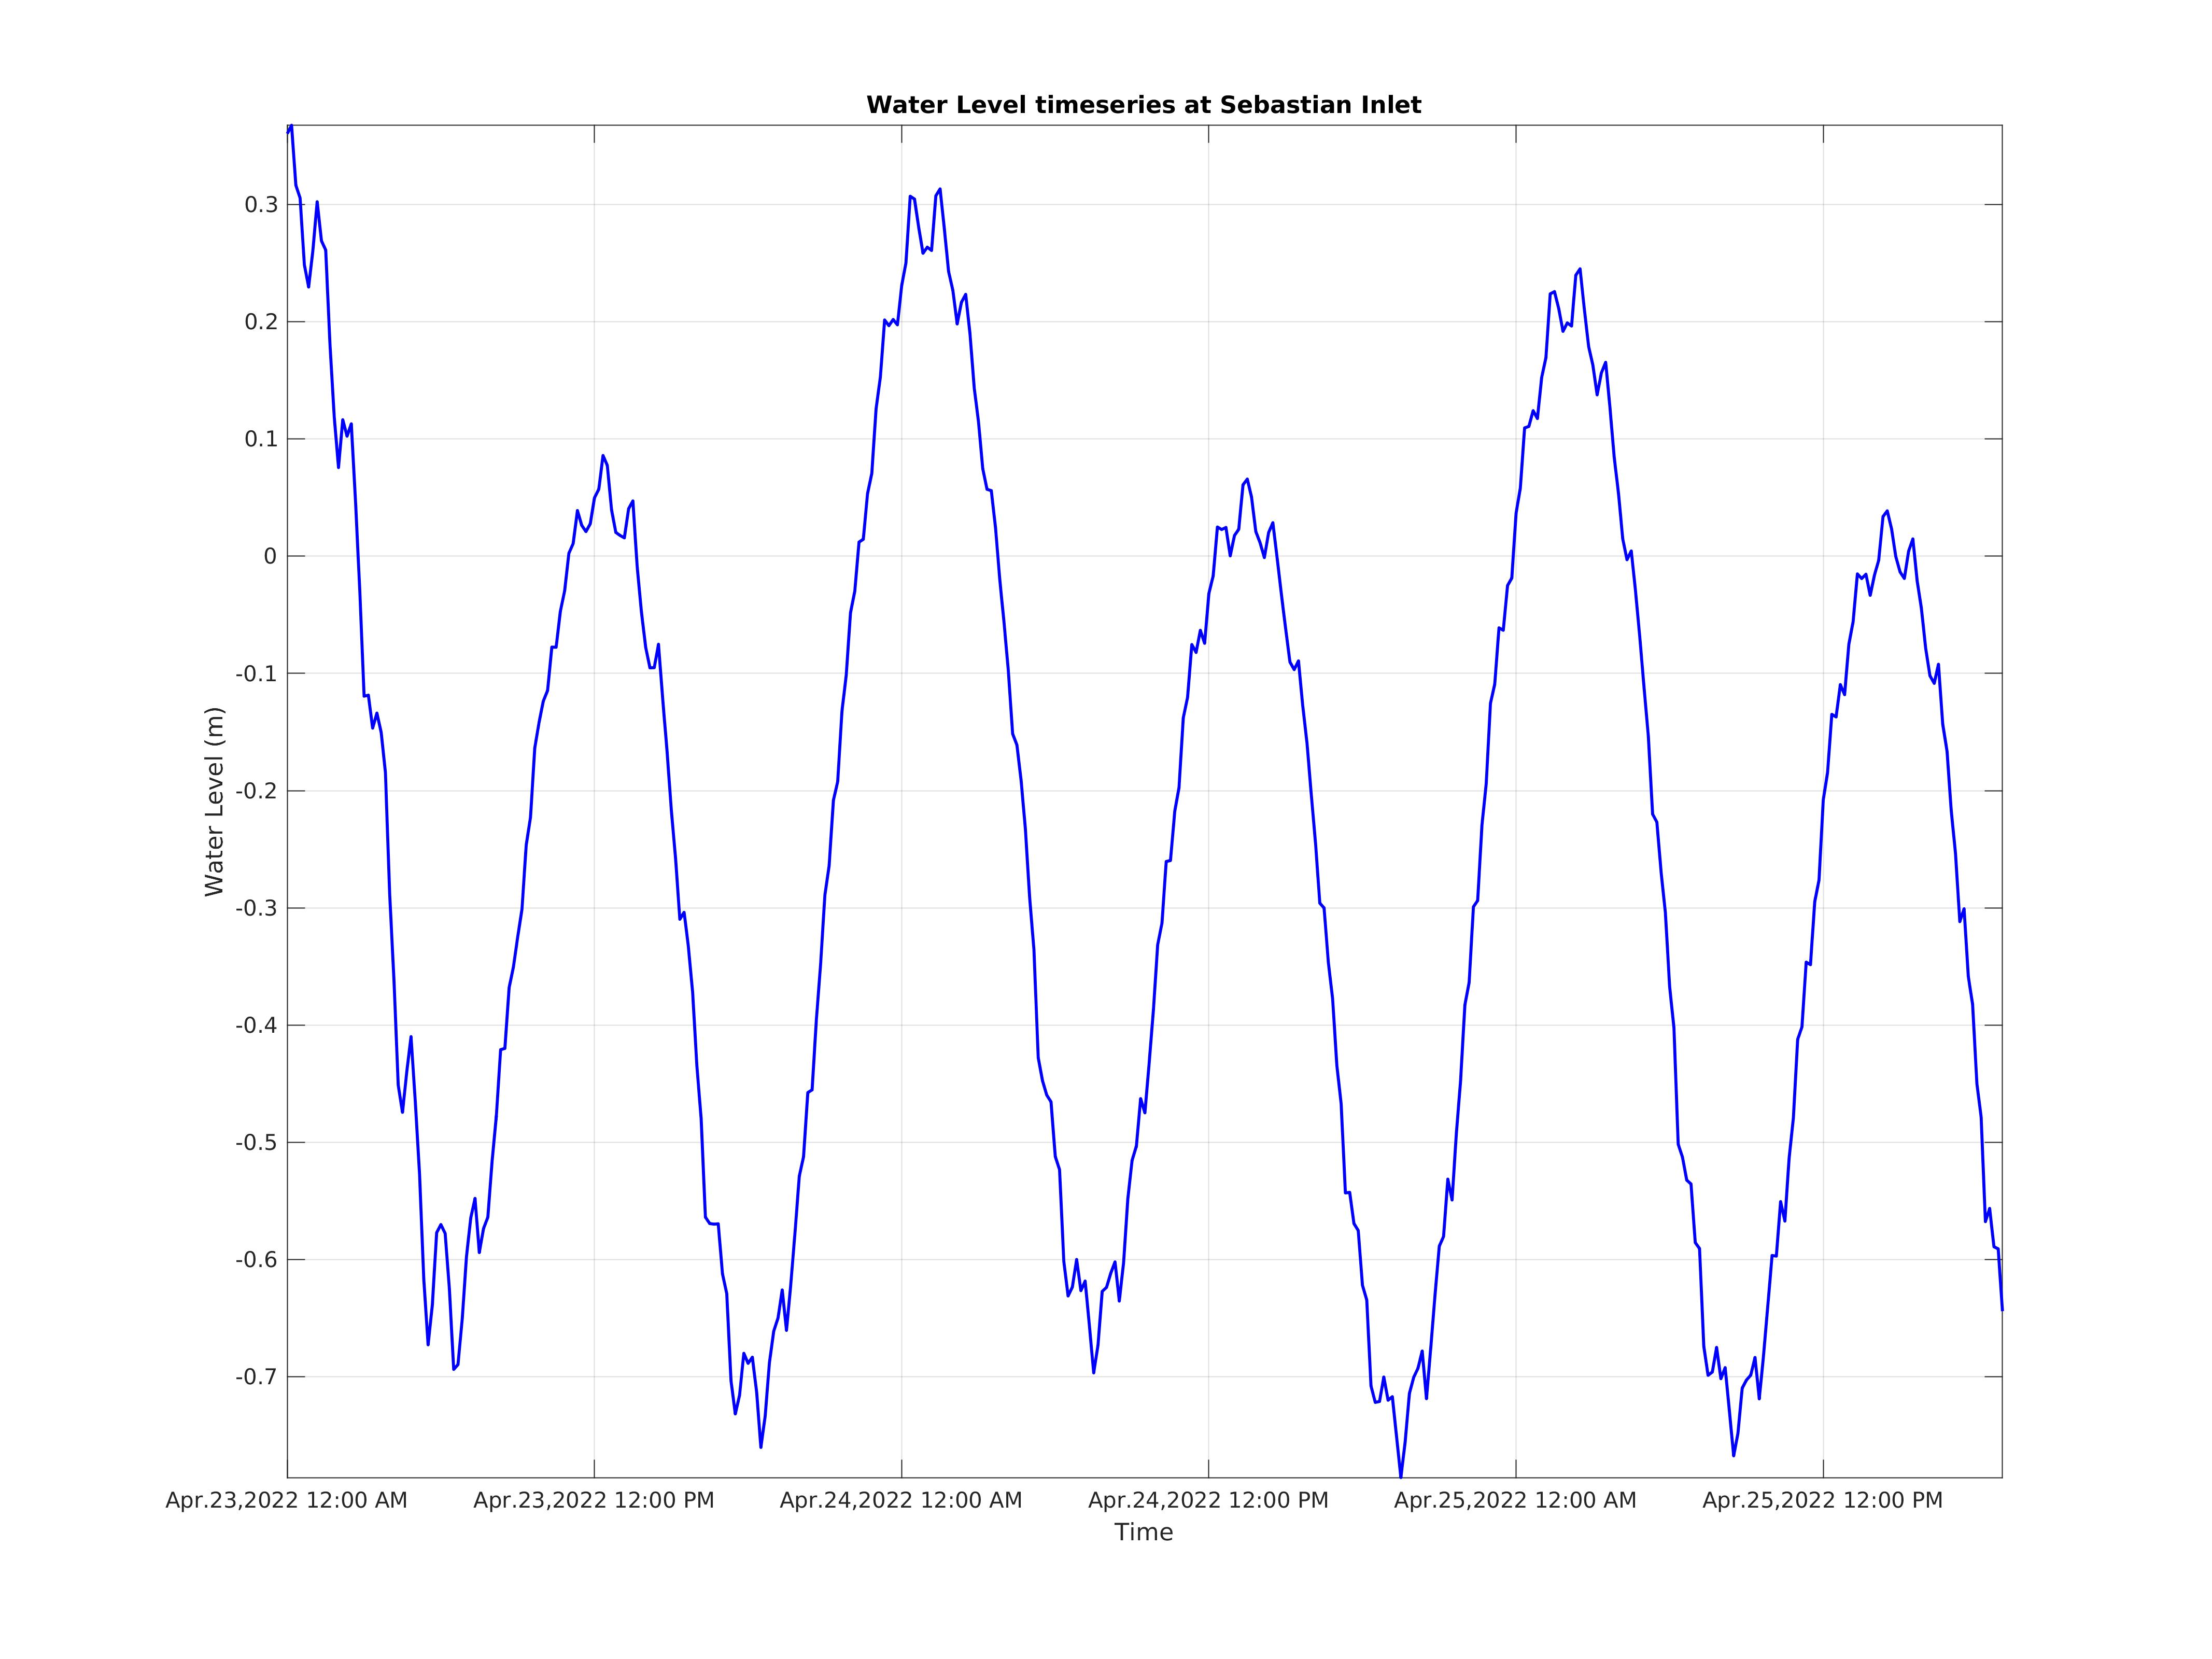 Water Level timeseries at Sebastian Inlet
0.3
0.2
0.1
0
-0.1
-0.2
-0.3
-0.4
-0.5
-0.6
-0.7
Water Level (m)
Apr.23,2022 12:00 AM
Apr.23,2022 12:00 PM
Apr.24,2022 12:00 AM
Apr.24,2022 12:00 PM
Apr.25,2022 12:00 AM
Apr.25,2022 12:00 PM
Time